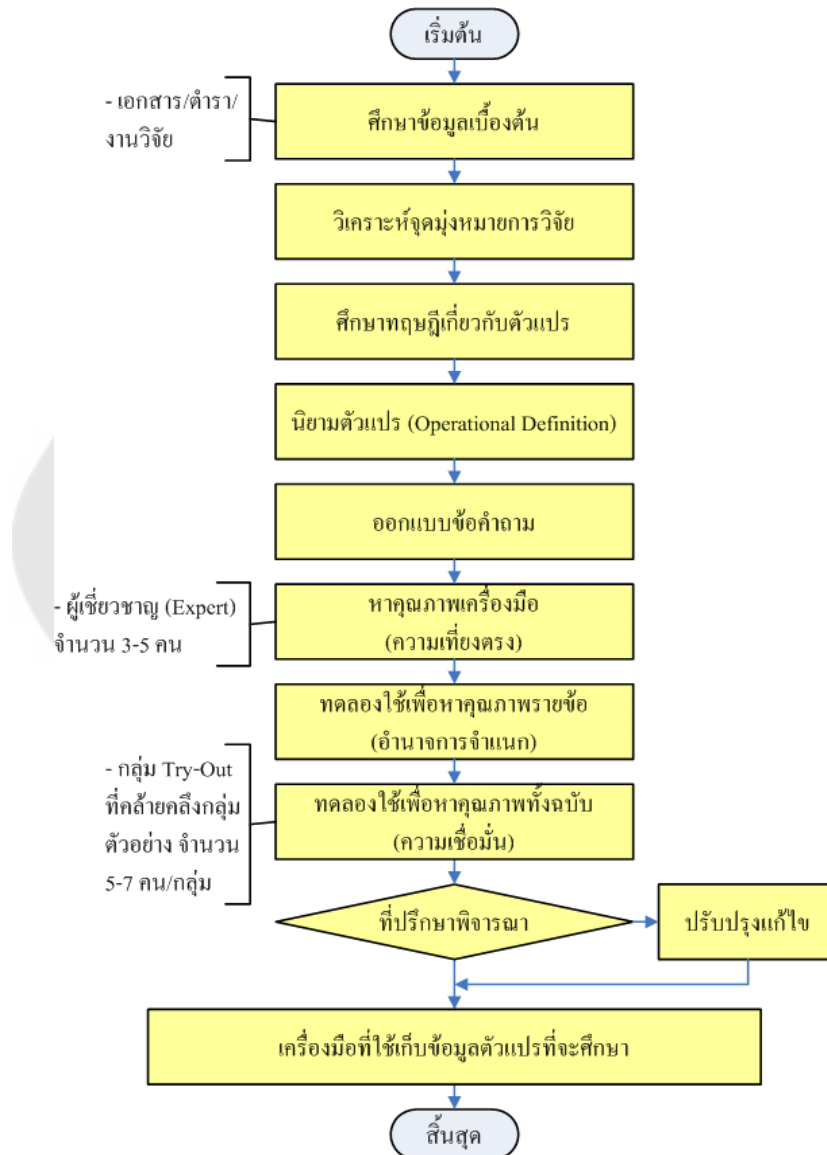 เริ่มต้น
- เอกสาร/ตำรา/
งานวิจัย
ศึกษาข้อมูลเบื้องต้น
วิเคราะห์จุดมุ่งหมายการวิจัย
ศึกษาทฤษฎีเกี่ยวกับตัวแปร
นิยามตัวแปร (Operational Definition)
ออกแบบข้อคำถาม
- ผู้เชี่ยวชาญ (Expert)
จำนวน 3-5 คน
หาคุณภาพเครื่องมือ
(ความเที่ยงตรง)
ทดลองใช้เพื่อหาคุณภาพรายข้อ
(อำนาจการจำแนก)
- กลุ่ม Try-Out
ที่คล้ายคลึงกลุ่ม
ตัวอย่าง จำนวน
5-7 คน/กลุ่ม
ทดลองใช้เพื่อหาคุณภาพทั้งฉบับ
(ความเชื่อมั่น)
ที่ปรึกษาพิจารณา
ปรับปรุงแก้ไข
เครื่องมือที่ใช้เก็บข้อมูลตัวแปรที่จะศึกษา
สิ้นสุด